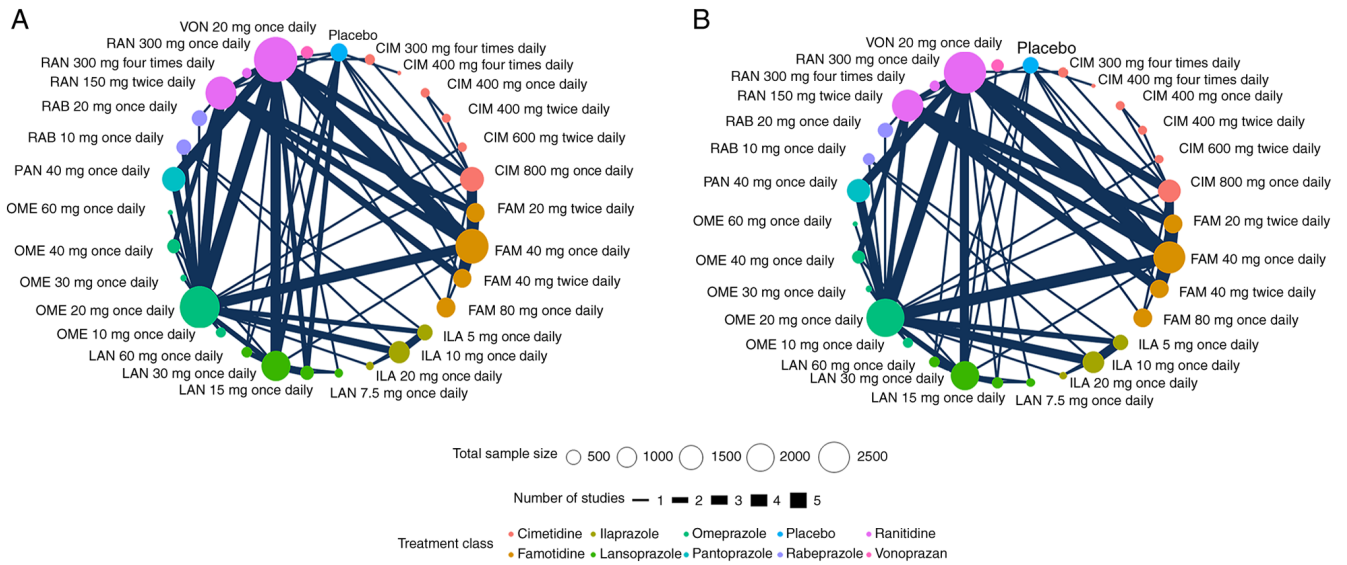 A
VON 20 mg once daily
Placebo
RAN 300 mg once daily
CIM 300 mg four times daily
RAN 300 mg four times daily
CIM 400 mg four times daily
RAN 150 mg twice daily
CIM 400 mg once daily
RAB 20 mg once daily
CIM 400 mg twice daily
RAB 10 mg once daily
CIM 600 mg twice daily
PAN 40 mg once daily
CIM 800 mg once daily
OME 60 mg once daily
FAM 20 mg twice daily
OME 40 mg once daily
FAM 40 mg once daily
OME 30 mg once daily
FAM 40 mg twice daily
OME 20 mg once daily
FAM 80 mg once daily
OME 10 mg once daily
ILA 5 mg once daily
LAN 60 mg once daily
ILA 10 mg once daily
LAN 30 mg once daily
ILA 20 mg once daily
LAN 15 mg once daily
LAN 7.5 mg once daily
B
VON 20 mg once daily
Placebo
RAN 300 mg once daily
CIM 300 mg four times daily
RAN 300 mg four times daily
CIM 400 mg four times daily
RAN 150 mg twice daily
CIM 400 mg once daily
RAB 20 mg once daily
CIM 400 mg twice daily
RAB 10 mg once daily
CIM 600 mg twice daily
PAN 40 mg once daily
CIM 800 mg once daily
OME 60 mg once daily
FAM 20 mg twice daily
OME 40 mg once daily
FAM 40 mg once daily
OME 30 mg once daily
FAM 40 mg twice daily
OME 20 mg once daily
FAM 80 mg once daily
OME 10 mg once daily
ILA 5 mg once daily
LAN 60 mg once daily
ILA 10 mg once daily
LAN 30 mg once daily
ILA 20 mg once daily
LAN 15 mg once daily
LAN 7.5 mg once daily
Total sample size 500 1000 1500 2000 2500
Number of studies 1 2 3 4 5
Treatment class
Cimetidine Ilaprazole Omeprazole Placebo Ranitidine
Famotidine Lansoprazole Pantoprazole Rabeprazole Vonoprazan